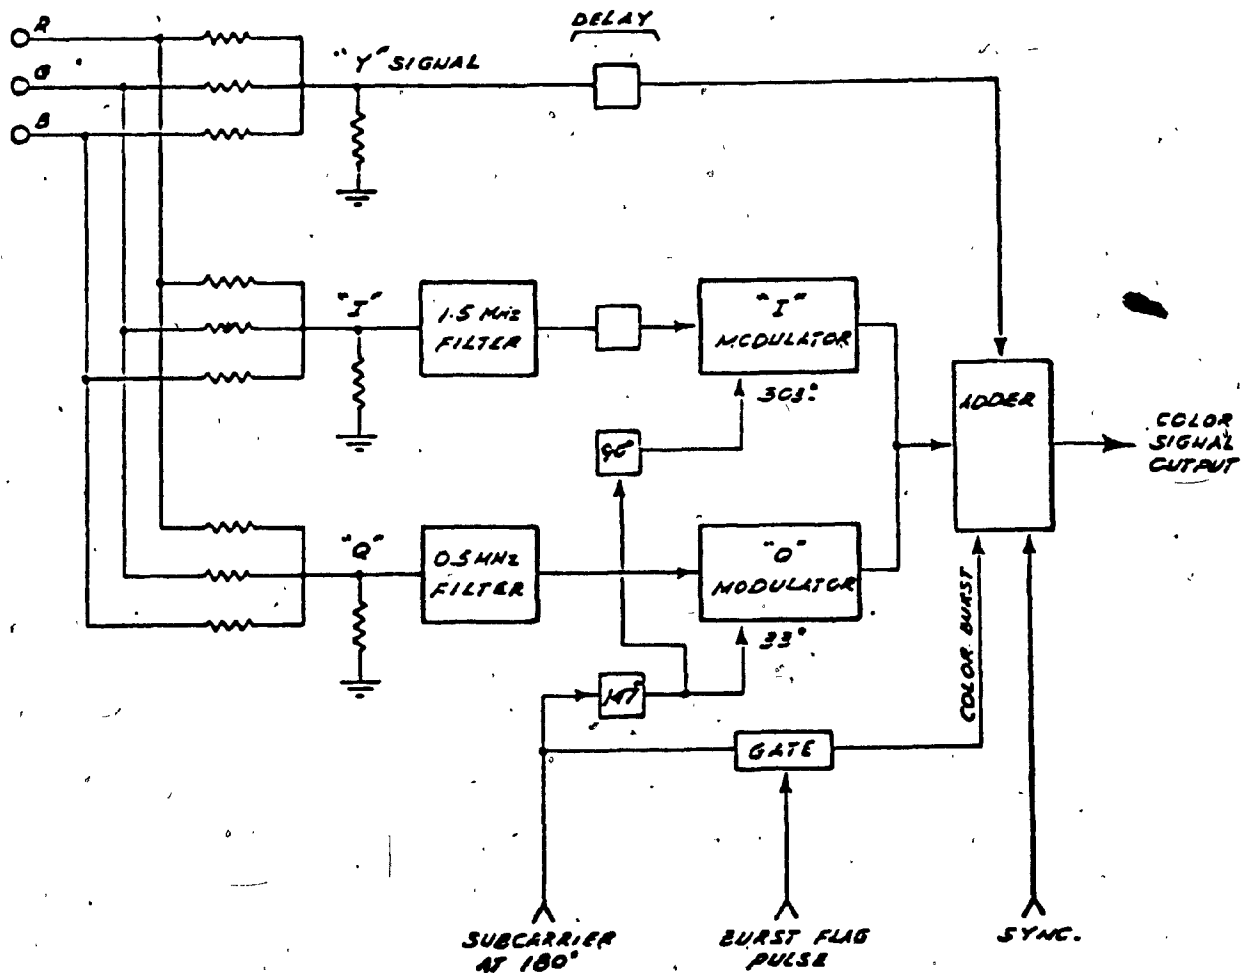 R
G
B
"Y" SIGNAL
DELAY
"I"
1.5 MHz
FILTER
"I"
MODULATOR
303°
90°
ADDER
COLOR
SIGNAL
OUTPUT
"Q"
0.5 MHz
FILTER
"Q"
MODULATOR
33°
147°
GATE
COLOR BURST
SUBCARRIER
AT 180°
BURST FLAG
PULSE
SYNC.